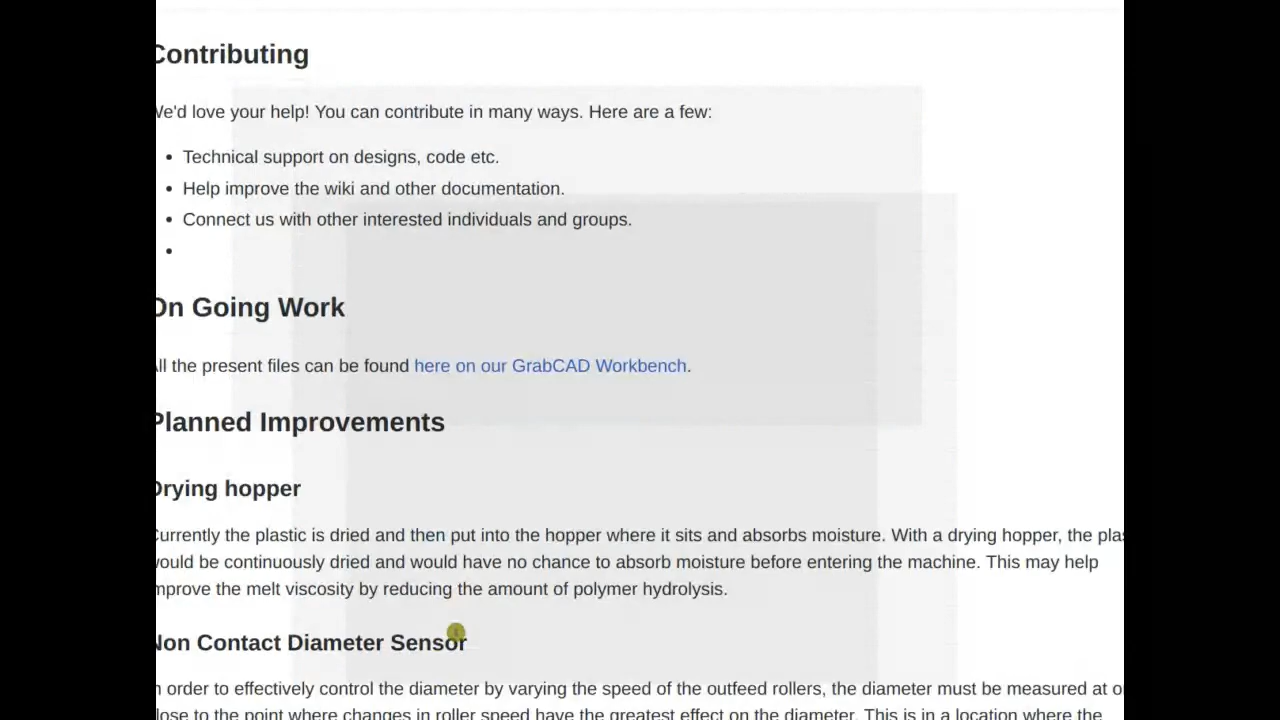 Contributing
We'd love your help! You can contribute in many ways. Here are a few:
Technical support on designs, code etc.
Help improve the wiki and other documentation.
Connect us with other interested individuals and groups.
On Going Work
All the present files can be found here on our GrabCAD Workbench.
Planned Improvements
Drying hopper
Currently the plastic is dried and then put into the hopper where it sits and absorbs moisture. With a drying hopper, the plas
would be continuously dried and would have no chance to absorb moisture before entering the machine. This may help
improve the melt viscosity by reducing the amount of polymer hydrolysis.
Non Contact Diameter Sensor
In order to effectively control the diameter by varying the speed of the outfeed rollers, the diameter must be measured at o
close to the point where changes in roller speed have the greatest effect on the diameter. This is in a location where the